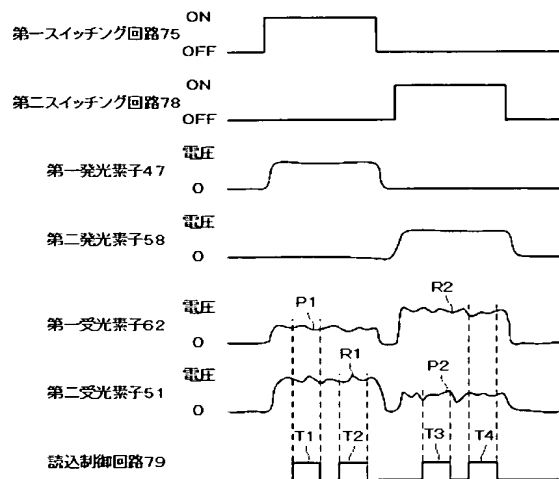 ON
第一スイッチング回路75
OFF
ON
第二スイッチング回路78
OFF
電圧
第一発光素子47
0
電圧
第二発光素子58
0
電圧
P1
R2
第一受光素子62
0
電圧
R1
P2
第二受光素子51
0
T1
T2
T3
T4
読込制御回路79